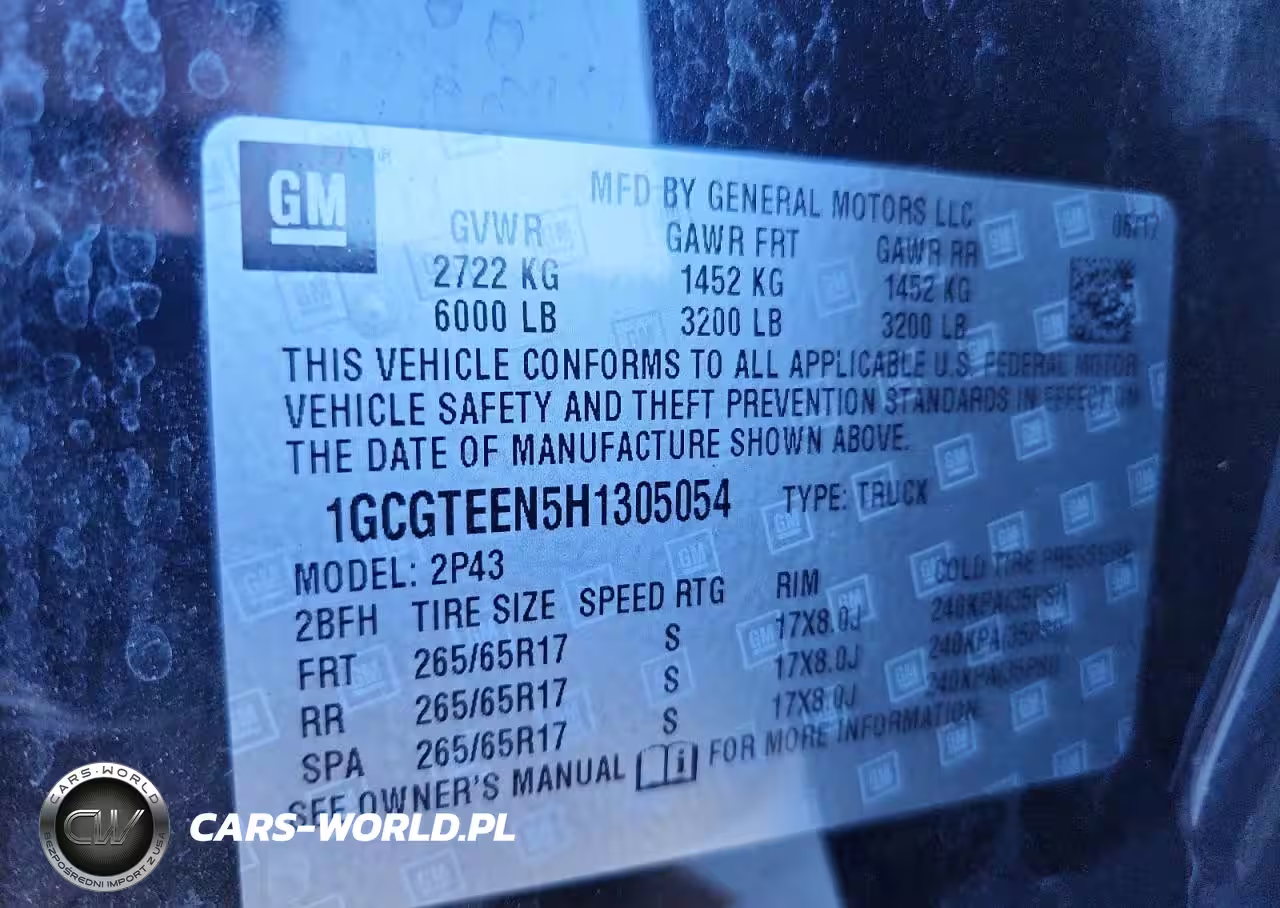 GM
MFD BY GENERAL MOTORS LLC
06/17
GVWR GAWR FRT GAWR RR
2722 KG 1452 KG 1452 KG
6000 LB 3200 LB 3200 LB
THIS VEHICLE CONFORMS TO ALL APPLICABLE U.S. FEDERAL MOTOR
VEHICLE SAFETY AND THEFT PREVENTION STANDARDS IN EFFECT ON
THE DATE OF MANUFACTURE SHOWN ABOVE.
1GCGTEEN5H1305054 TYPE: TRUCK
MODEL: 2P43
2BFH TIRE SIZE SPEED RTG RIM COLD TIRE PRESSURE
FRT 265/65R17 S 17X8.0J 240KPA(35PSI)
RR 265/65R17 S 17X8.0J 240KPA(35PSI)
SPA 265/65R17 S 17X8.0J 240KPA(35PSI)
SEE OWNER'S MANUAL FOR MORE INFORMATION
CARS-WORLD
CW
BEZPOŚREDNI IMPORT Z USA
CARS-WORLD.PL